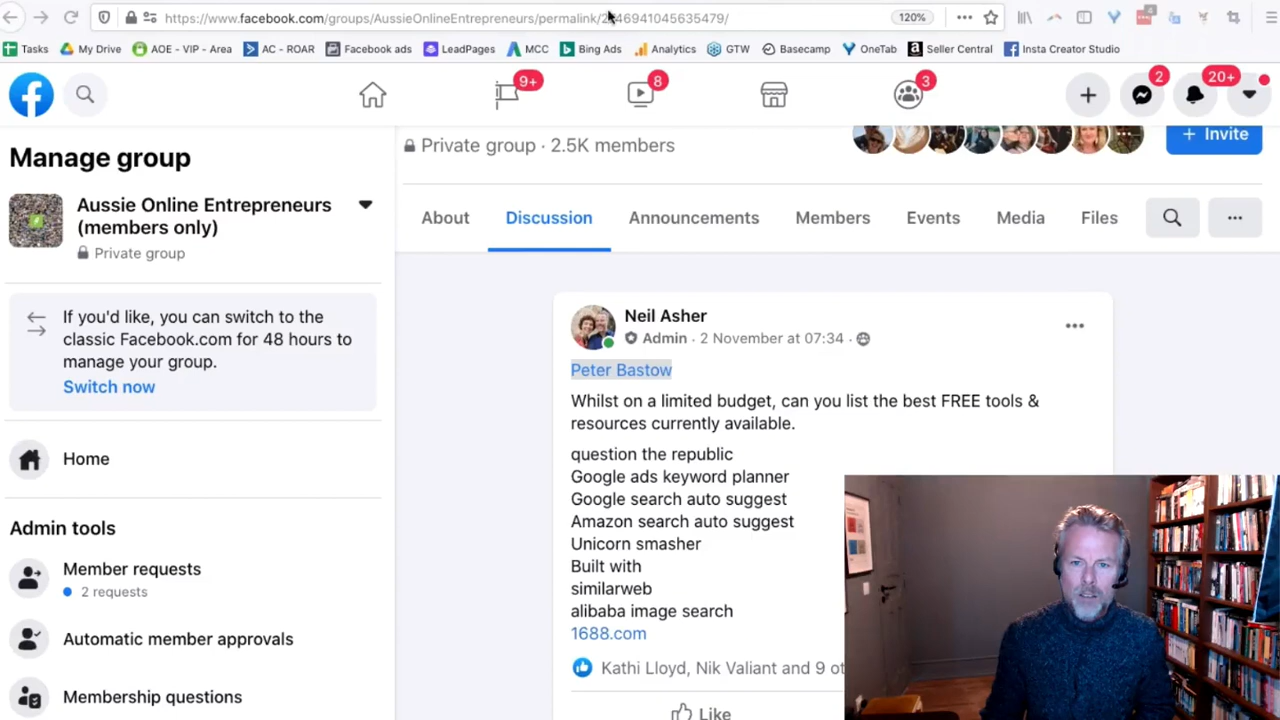 https://www.facebook.com/groups/AussieOnlineEntrepreneurs/permalink/2 46941045635479/
120%
4
Tasks
My Drive
AOE - VIP - Area
AC - ROAR
Facebook ads
LeadPages
MCC
Bing Ads
Analytics
GTW
Basecamp
OneTab
Seller Central
Insta Creator Studio
9+
8
3
2
20+
Manage group
Aussie Online Entrepreneurs
(members only)
Private group
If you'd like, you can switch to the
classic Facebook.com for 48 hours to
manage your group.
Switch now
Home
Admin tools
Member requests
2 requests
Automatic member approvals
Membership questions
Private group · 2.5K members
+ Invite
About
Discussion
Announcements
Members
Events
Media
Files
Neil Asher
Admin · 2 November at 07:34 ·
Peter Bastow
Whilst on a limited budget, can you list the best FREE tools &
resources currently available.
question the republic
Google ads keyword planner
Google search auto suggest
Amazon search auto suggest
Unicorn smasher
Built with
similarweb
alibaba image search
1688.com
Kathi Lloyd, Nik Valiant and 9 ot
Like